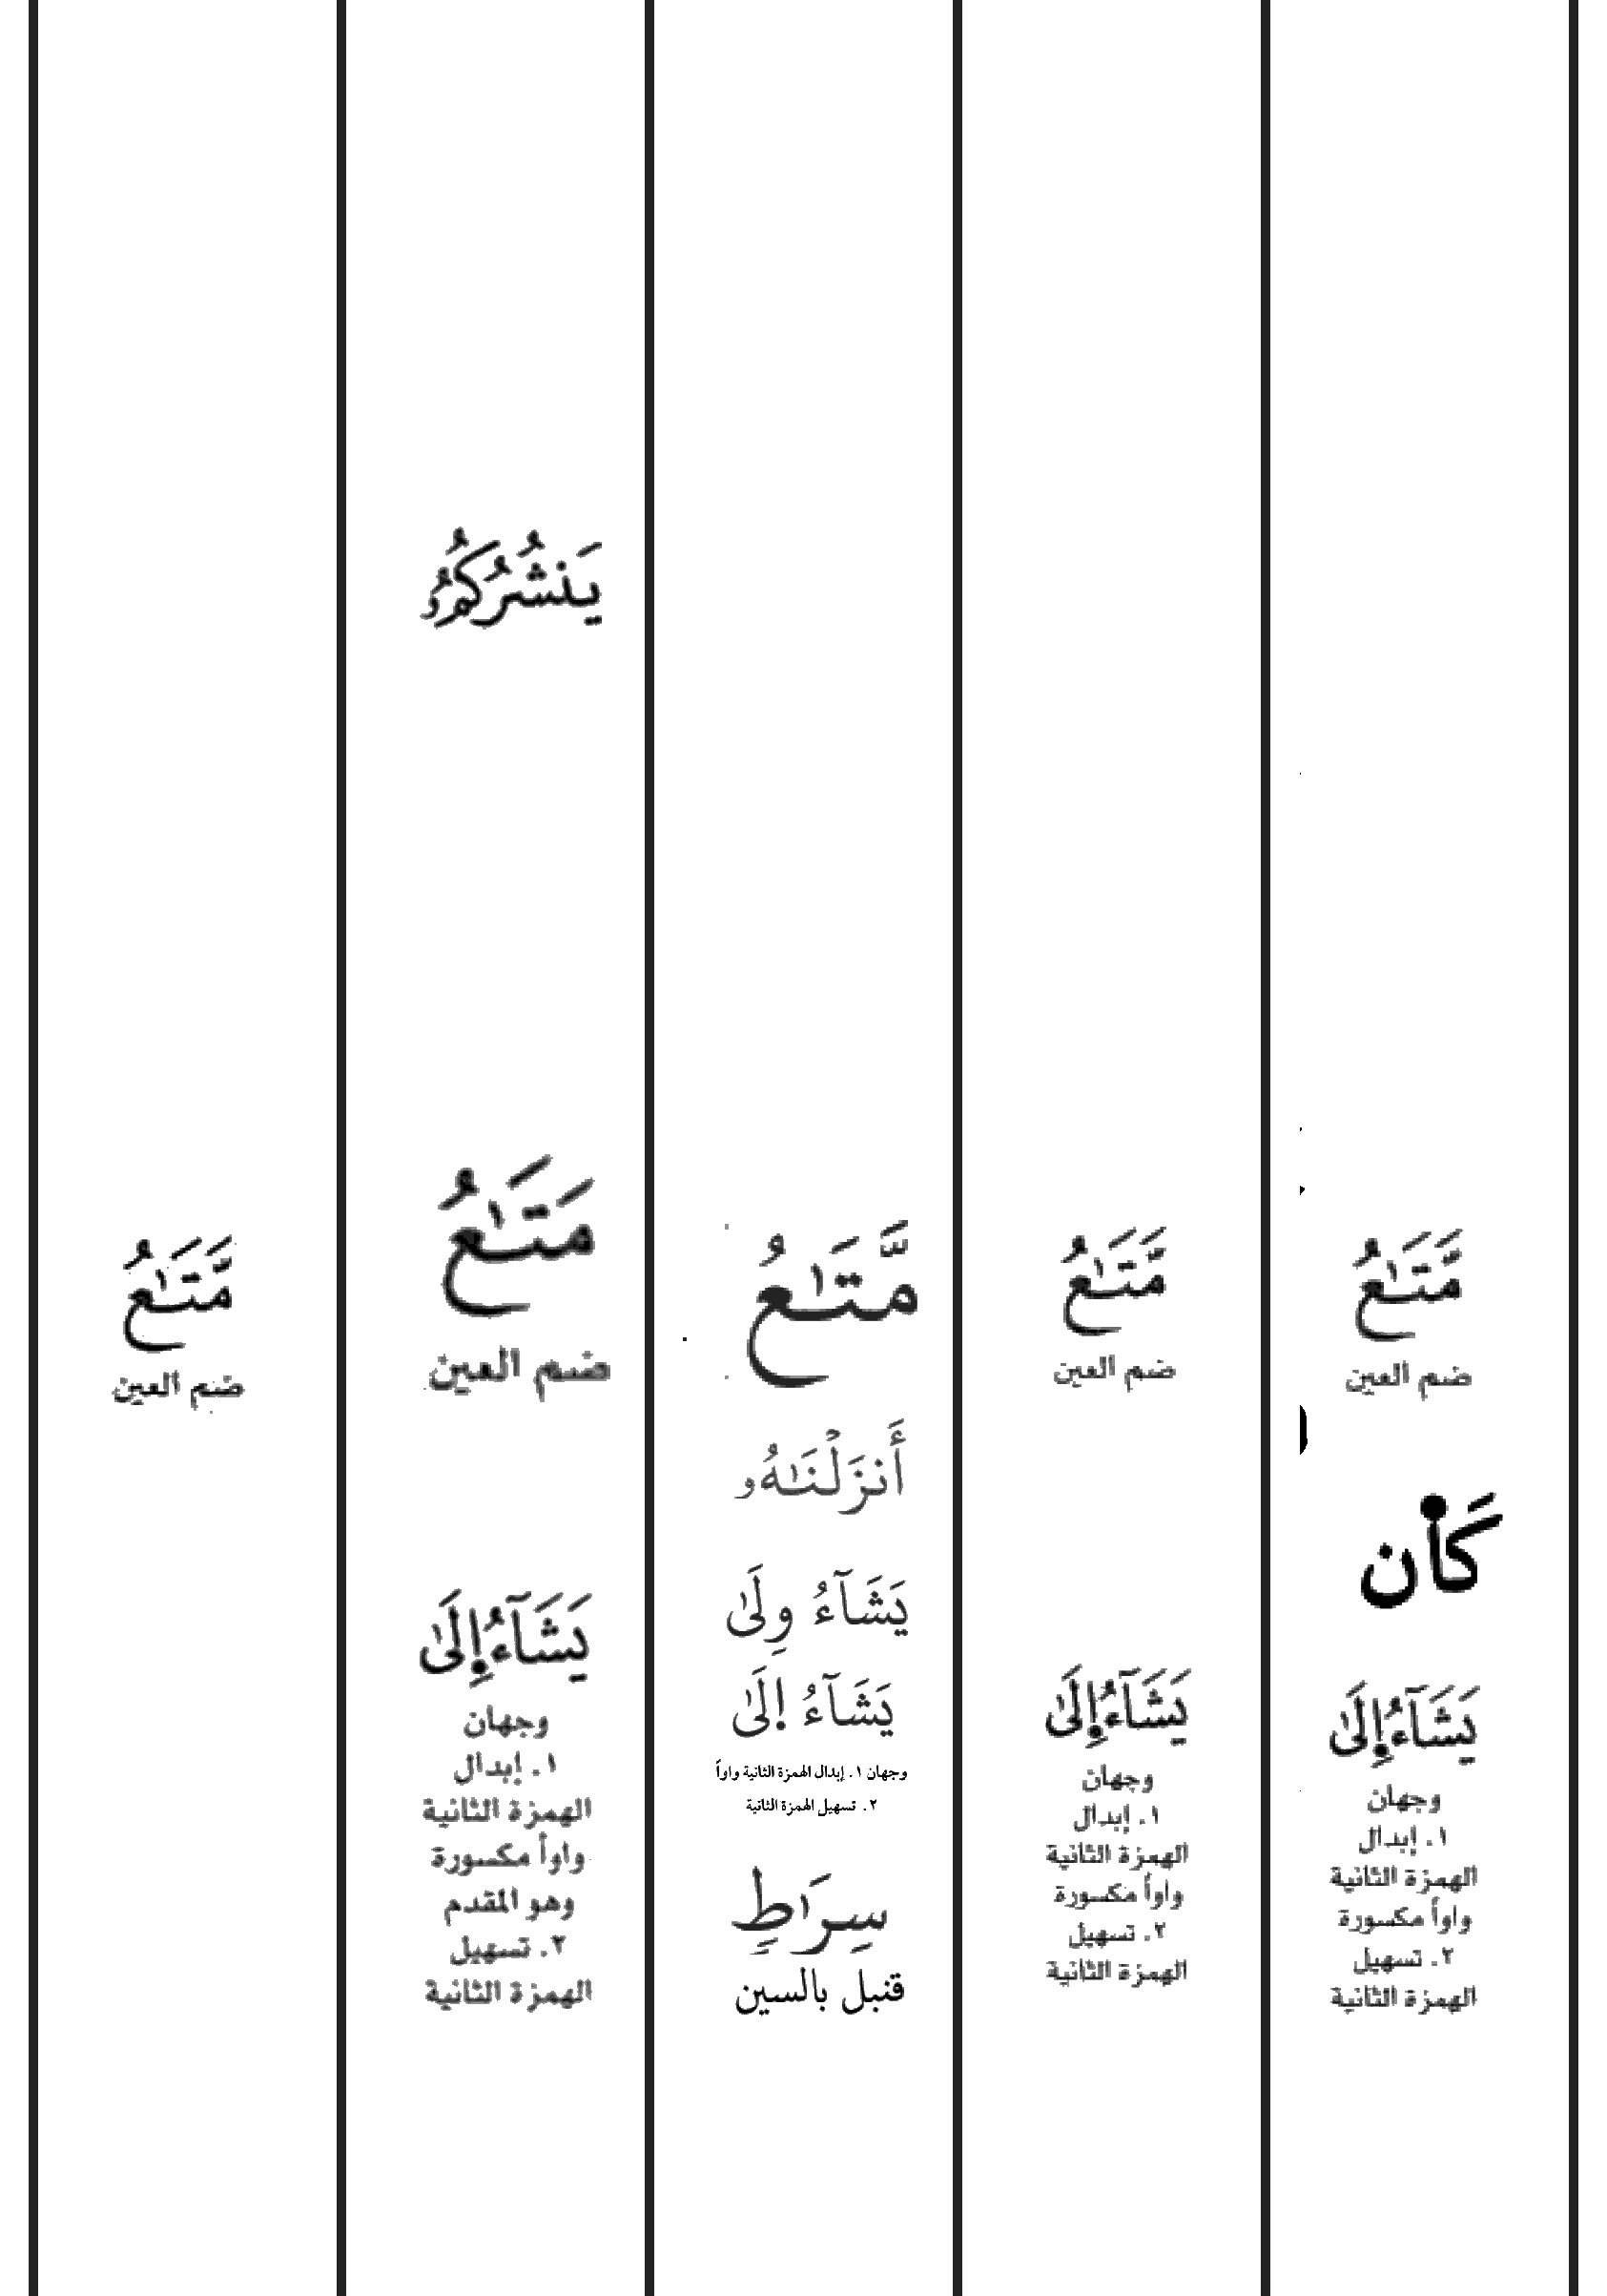 مَّتَـٰعُ
ضم العين
كَاْن
يَشَآءُ إِلَىٰ
وجهان
١. إبدال
الهمزة الثانية
واواً مكسورة
٢. تسهيل
الهمزة الثانية
مَّتَـٰعُ
ضم العين
يَشَآءُ إِلَىٰ
وجهان
١. إبدال
الهمزة الثانية
واواً مكسورة
٢. تسهيل
الهمزة الثانية
مَّتَـٰعُ
أَنزَلْنَـٰهُۥ
يَشَآءُ وِلَىٰ
يَشَآءُ اِلَىٰ
وجهان ١. إبدال الهمزة الثانية واواً
٢. تسهيل الهمزة الثانية
سِرَٰطٍ
قنبل بالسين
يَنشُرُكُمُۥ
مَتَـٰعُ
ضم العين
يَشَآءُ إِلَىٰ
وجهان
١. إبدال
الهمزة الثانية
واواً مكسورة
وهو المقدم
٢. تسهيل
الهمزة الثانية
مَّتَـٰعُ
ضم العين